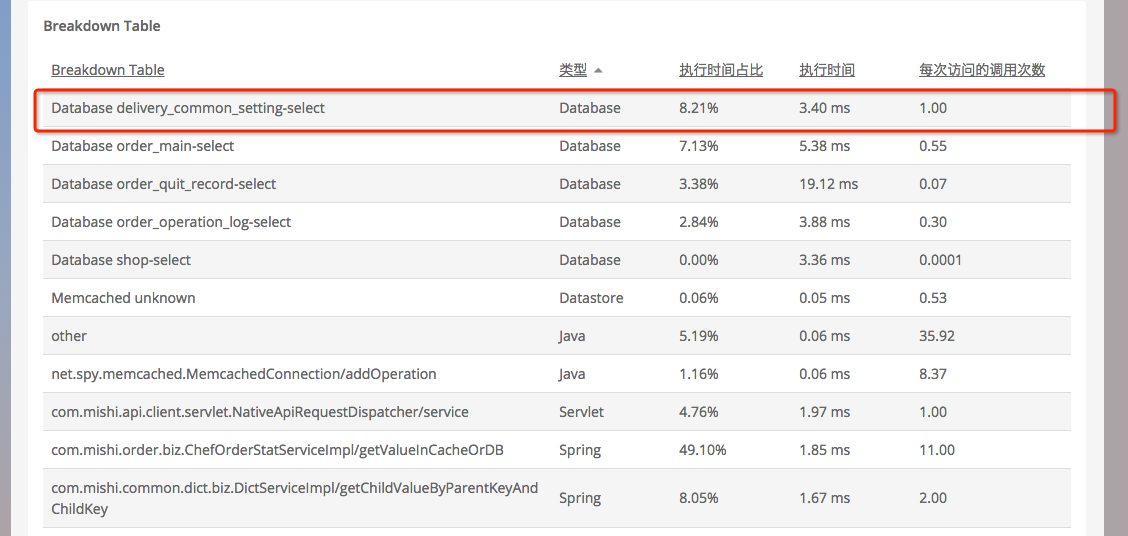 Breakdown Table
Breakdown Table 类型 执行时间占比 执行时间 每次访问的调用次数
Database delivery_common_setting-select Database 8.21% 3.40 ms 1.00
Database order_main-select Database 7.13% 5.38 ms 0.55
Database order_quit_record-select Database 3.38% 19.12 ms 0.07
Database order_operation_log-select Database 2.84% 3.88 ms 0.30
Database shop-select Database 0.00% 3.36 ms 0.0001
Memcached unknown Datastore 0.06% 0.05 ms 0.53
other Java 5.19% 0.06 ms 35.92
net.spy.memcached.MemcachedConnection/addOperation Java 1.16% 0.06 ms 8.37
com.mishi.api.client.servlet.NativeApiRequestDispatcher/service Servlet 4.76% 1.97 ms 1.00
com.mishi.order.biz.ChefOrderStatServiceImpl/getValueInCacheOrDB Spring 49.10% 1.85 ms 11.00
com.mishi.common.dict.biz.DictServiceImpl/getChildValueByParentKeyAnd
ChildKey Spring 8.05% 1.67 ms 2.00